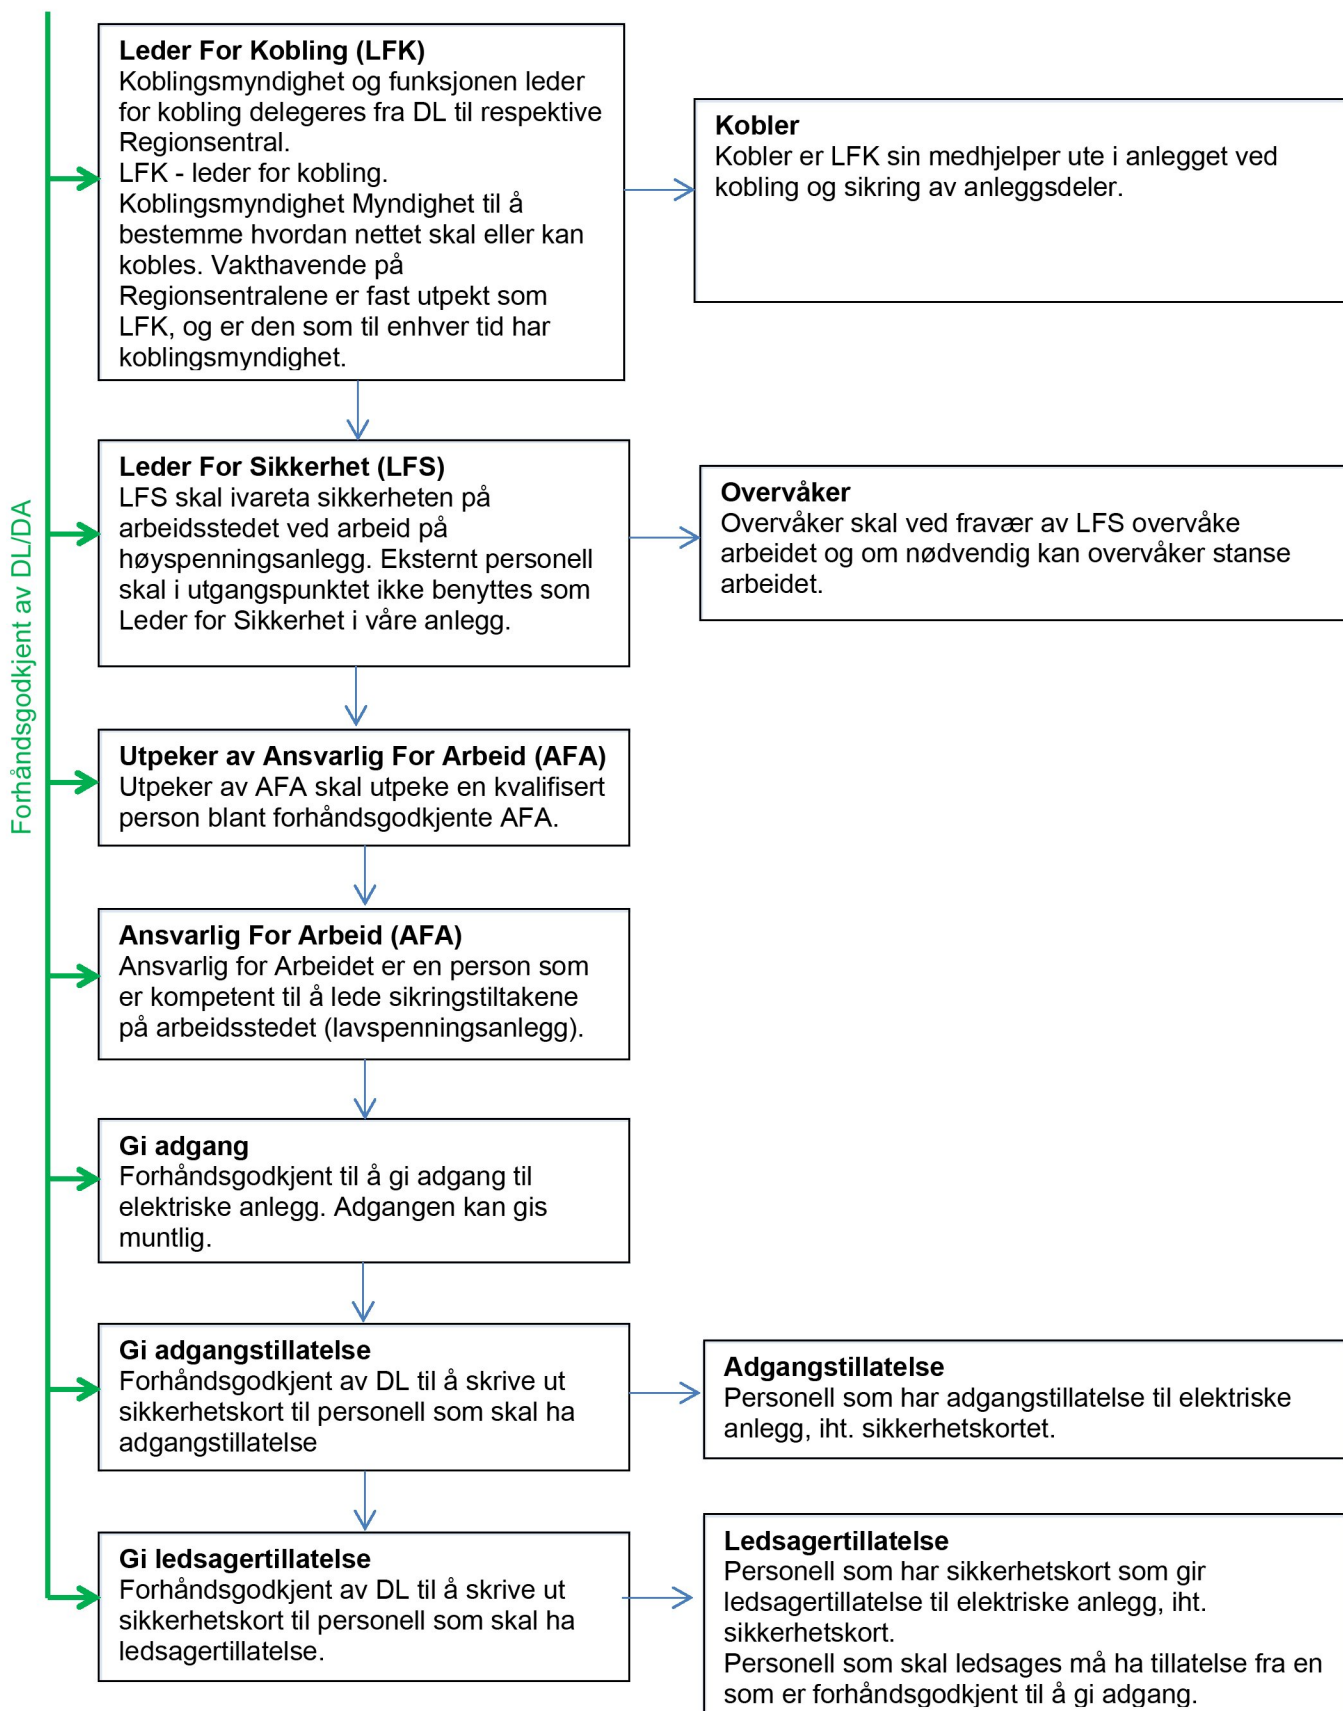 Forhåndsgodkjent av DL/DA
Leder For Kobling (LFK)
Koblingsmyndighet og funksjonen leder
for kobling delegeres fra DL til respektive
Regionsentral.
LFK - leder for kobling.
Koblingsmyndighet Myndighet til å
bestemme hvordan nettet skal eller kan
kobles. Vakthavende på
Regionsentralene er fast utpekt som
LFK, og er den som til enhver tid har
koblingsmyndighet.
Kobler
Kobler er LFK sin medhjelper ute i anlegget ved
kobling og sikring av anleggsdeler.
Leder For Sikkerhet (LFS)
LFS skal ivareta sikkerheten på
arbeidsstedet ved arbeid på
høyspenningsanlegg. Eksternt personell
skal i utgangspunktet ikke benyttes som
Leder for Sikkerhet i våre anlegg.
Overvåker
Overvåker skal ved fravær av LFS overvåke
arbeidet og om nødvendig kan overvåker stanse
arbeidet.
Utpeker av Ansvarlig For Arbeid (AFA)
Utpeker av AFA skal utpeke en kvalifisert
person blant forhåndsgodkjente AFA.
Ansvarlig For Arbeid (AFA)
Ansvarlig for Arbeidet er en person som
er kompetent til å lede sikringstiltakene
på arbeidsstedet (lavspenningsanlegg).
Gi adgang
Forhåndsgodkjent til å gi adgang til
elektriske anlegg. Adgangen kan gis
muntlig.
Gi adgangstillatelse
Forhåndsgodkjent av DL til å skrive ut
sikkerhetskort til personell som skal ha
adgangstillatelse
Adgangstillatelse
Personell som har adgangstillatelse til elektriske
anlegg, iht. sikkerhetskortet.
Gi ledsagertillatelse
Forhåndsgodkjent av DL til å skrive ut
sikkerhetskort til personell som skal ha
ledsagertillatelse.
Ledsagertillatelse
Personell som har sikkerhetskort som gir
ledsagertillatelse til elektriske anlegg, iht.
sikkerhetskort.
Personell som skal ledsages må ha tillatelse fra en
som er forhåndsgodkjent til å gi adgang.